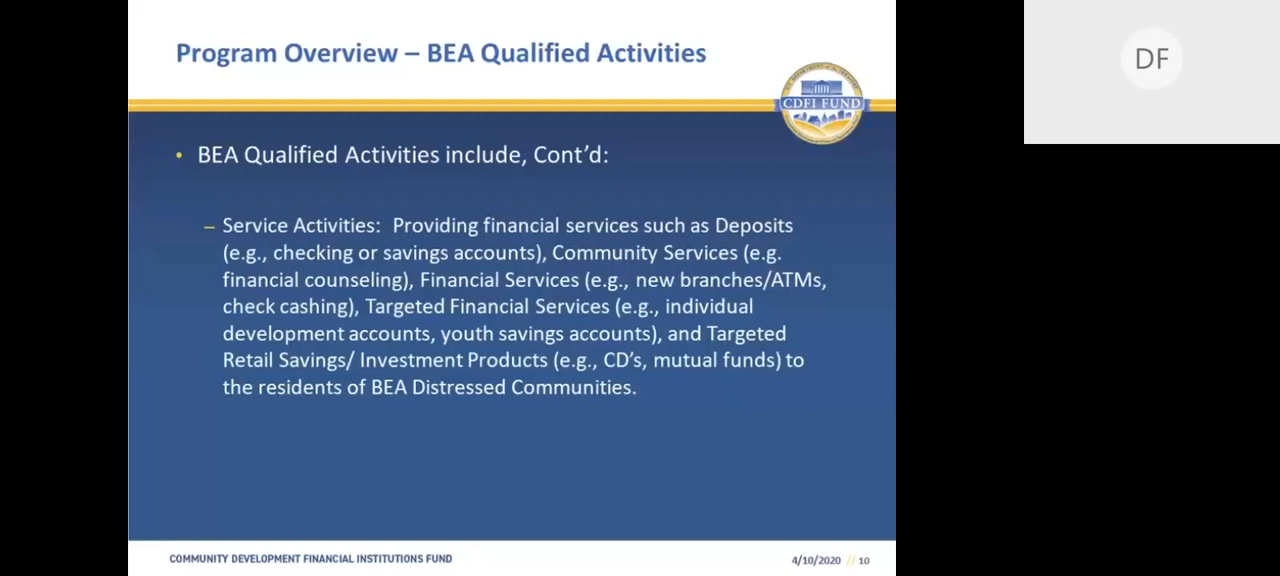 Program Overview – BEA Qualified Activities
DF
CDFI FUND
• BEA Qualified Activities include, Cont'd:
– Service Activities:  Providing financial services such as Deposits
(e.g., checking or savings accounts), Community Services (e.g.
financial counseling), Financial Services (e.g., new branches/ATMs,
check cashing), Targeted Financial Services (e.g., individual
development accounts, youth savings accounts), and Targeted
Retail Savings/ Investment Products (e.g., CD's, mutual funds) to
the residents of BEA Distressed Communities.
COMMUNITY DEVELOPMENT FINANCIAL INSTITUTIONS FUND
4/10/2020 // 10